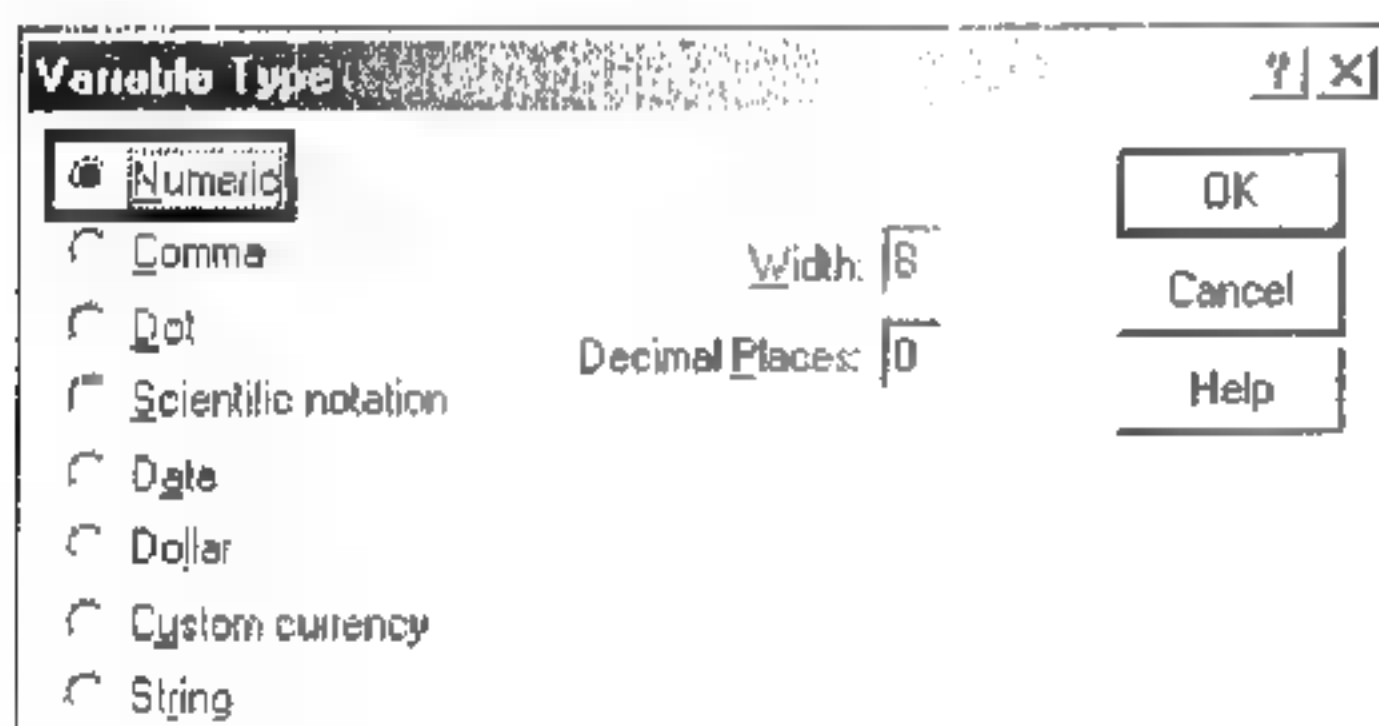 Variable Type ? X
Numeric
OK
Comma
Width: 8
Cancel
Dot
Decimal Places: 0
Scientific notation
Help
Date
Dollar
Custom currency
String